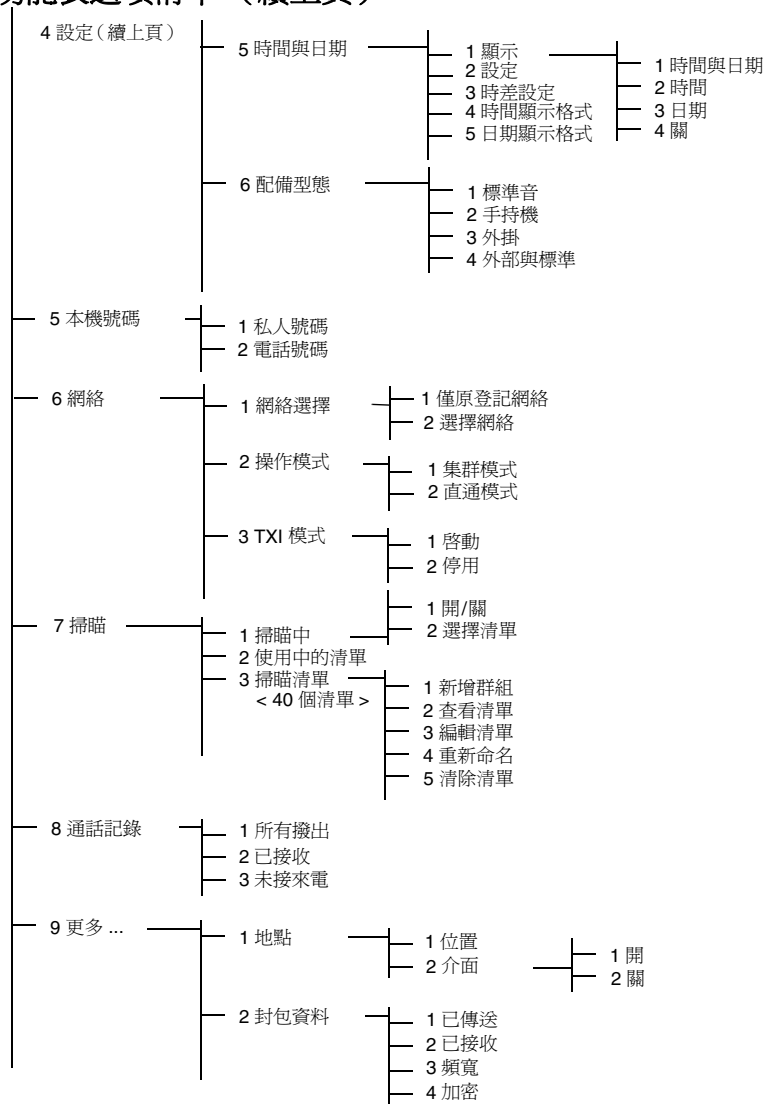 功能表選項清單 (續上頁)
4 設定 (續上頁)
5 時間與日期
1 顯示
2 設定
3 時差設定
4 時間顯示格式
5 日期顯示格式
1 時間與日期
2 時間
3 日期
4 關
6 配備型態
1 標準音
2 手持機
3 外掛
4 外部與標準
5 本機號碼
1 私人號碼
2 電話號碼
6 網絡
1 網絡選擇
1 僅原登記網絡
2 選擇網絡
2 操作模式
1 集群模式
2 直通模式
3 TXI 模式
1 啓動
2 停用
7 掃瞄
1 掃瞄中
1 開/關
2 選擇清單
2 使用中的清單
3 掃瞄清單
< 40 個清單 >
1 新增群組
2 查看清單
3 編輯清單
4 重新命名
5 清除清單
8 通話記錄
1 所有撥出
2 已接收
3 未接來電
9 更多 ...
1 地點
1 位置
2 介面
1 開
2 關
2 封包資料
1 已傳送
2 已接收
3 頻寬
4 加密